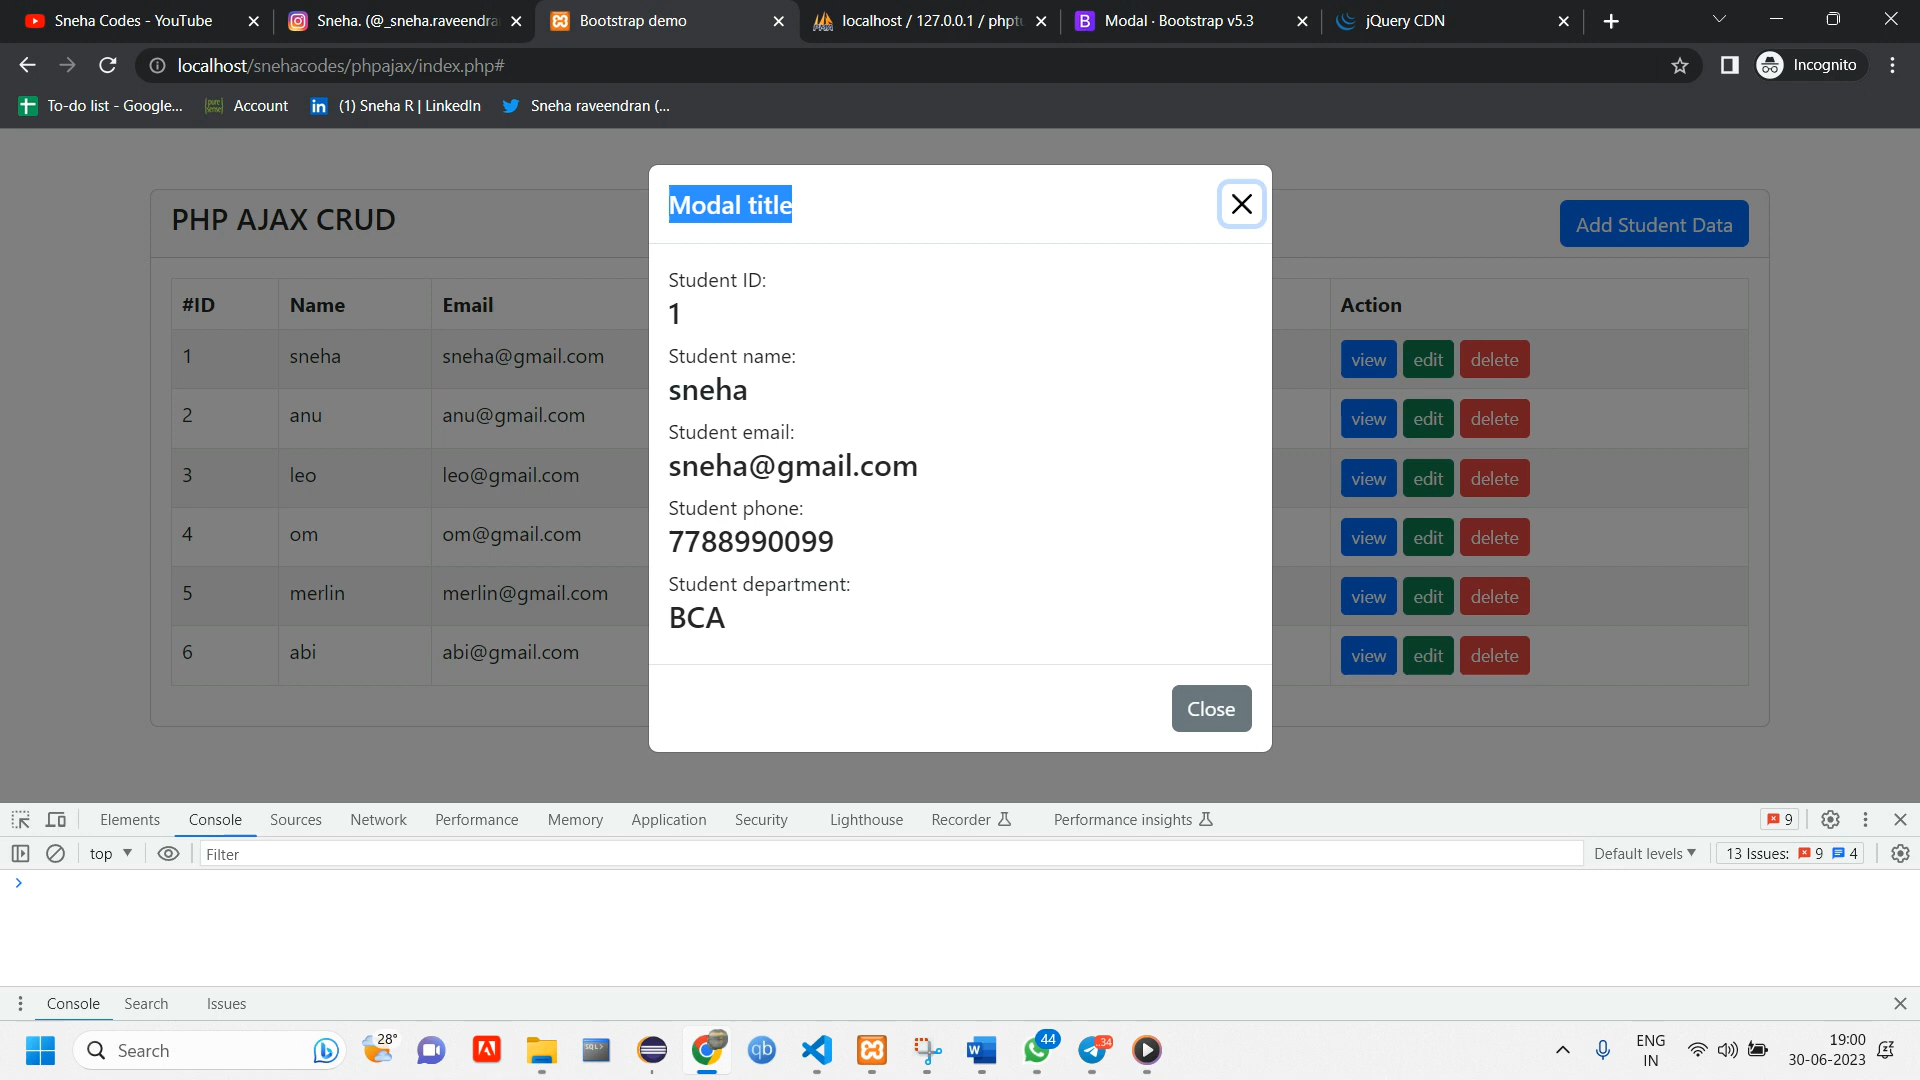 Sneha Codes - YouTube
Sneha. (@_sneha.raveendra
Bootstrap demo
localhost / 127.0.0.1 / phptu
Modal · Bootstrap v5.3
jQuery CDN
localhost/snehacodes/phpajax/index.php#
Incognito
To-do list - Google...
Account
(1) Sneha R | LinkedIn
Sneha raveendran (...
PHP AJAX CRUD
Add Student Data
#ID Name Email Action
1 sneha sneha@gmail.com view edit delete
2 anu anu@gmail.com view edit delete
3 leo leo@gmail.com view edit delete
4 om om@gmail.com view edit delete
5 merlin merlin@gmail.com view edit delete
6 abi abi@gmail.com view edit delete
Modal title
Student ID:
1
Student name:
sneha
Student email:
sneha@gmail.com
Student phone:
7788990099
Student department:
BCA
Close
Elements Console Sources Network Performance Memory Application Security Lighthouse Recorder Performance insights 9
top Filter Default levels 13 Issues: 9 4
Console Search Issues
Search
28°
SQL>
qb
44
34
ENG
IN
19:00
30-06-2023